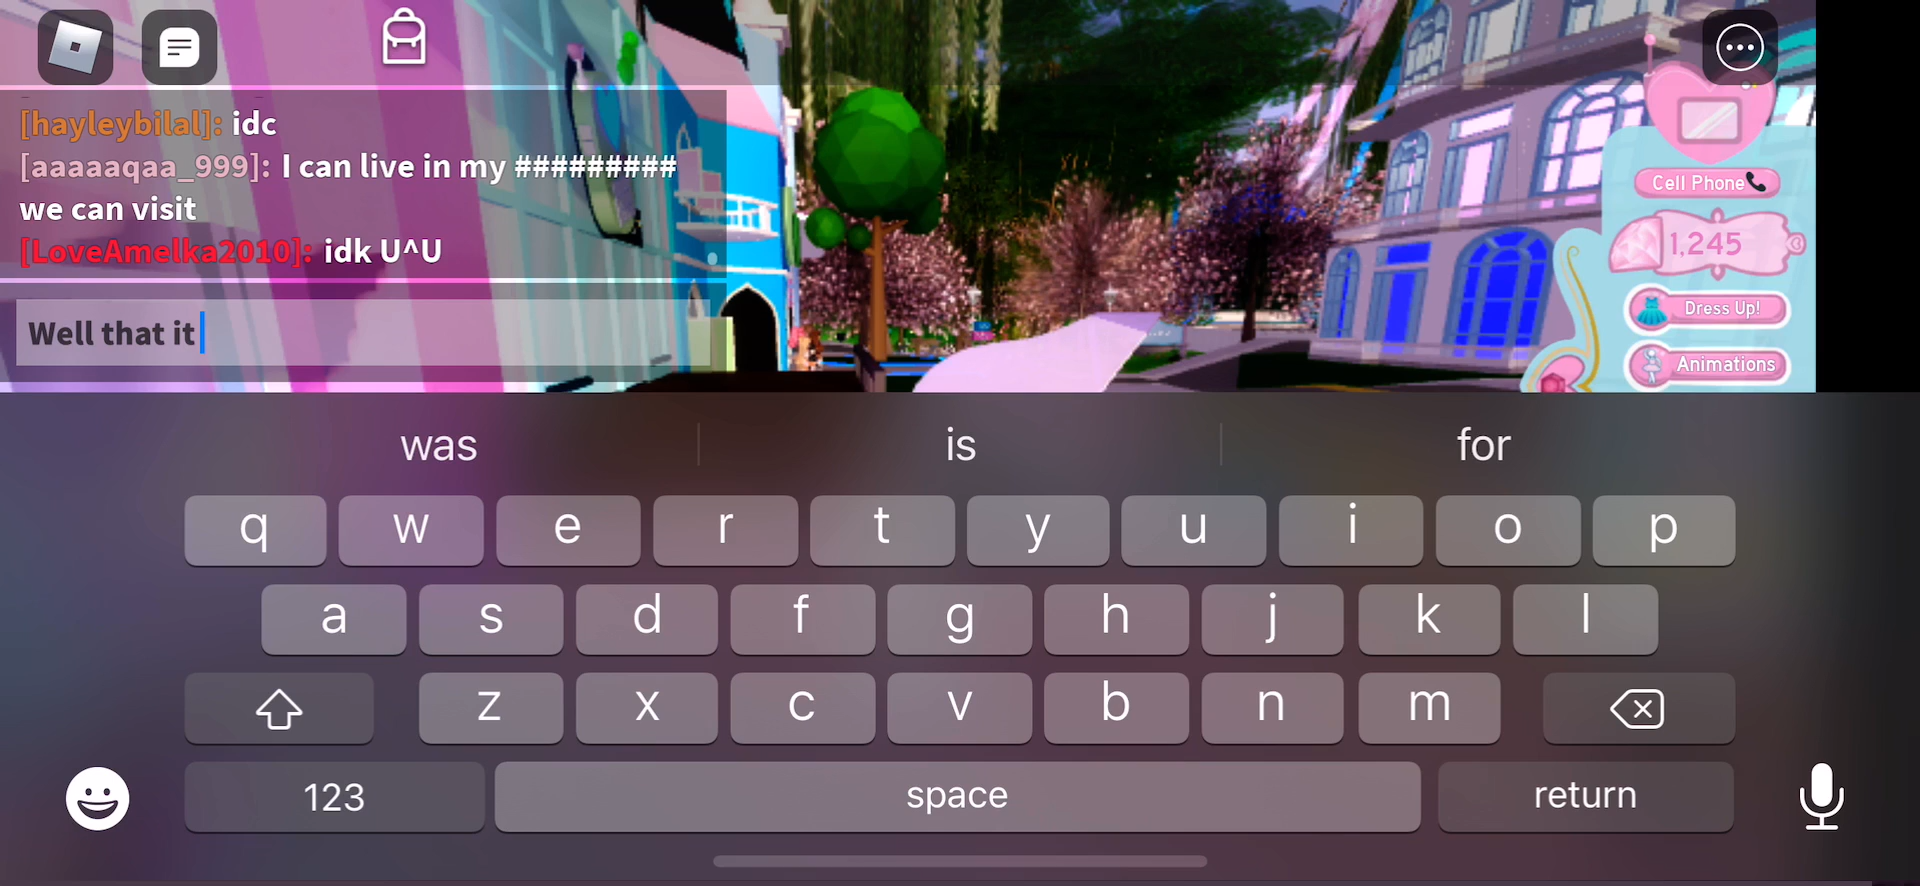 [hayleybilal]: idc
[aaaaaqaa_999]: I can live in my #########
we can visit
[LoveAmelka2010]: idk U^U
Well that it
Cell Phone
1,245
Dress Up!
Animations
was is for
q w e r t y u i o p
a s d f g h j k l
z x c v b n m
123 space return